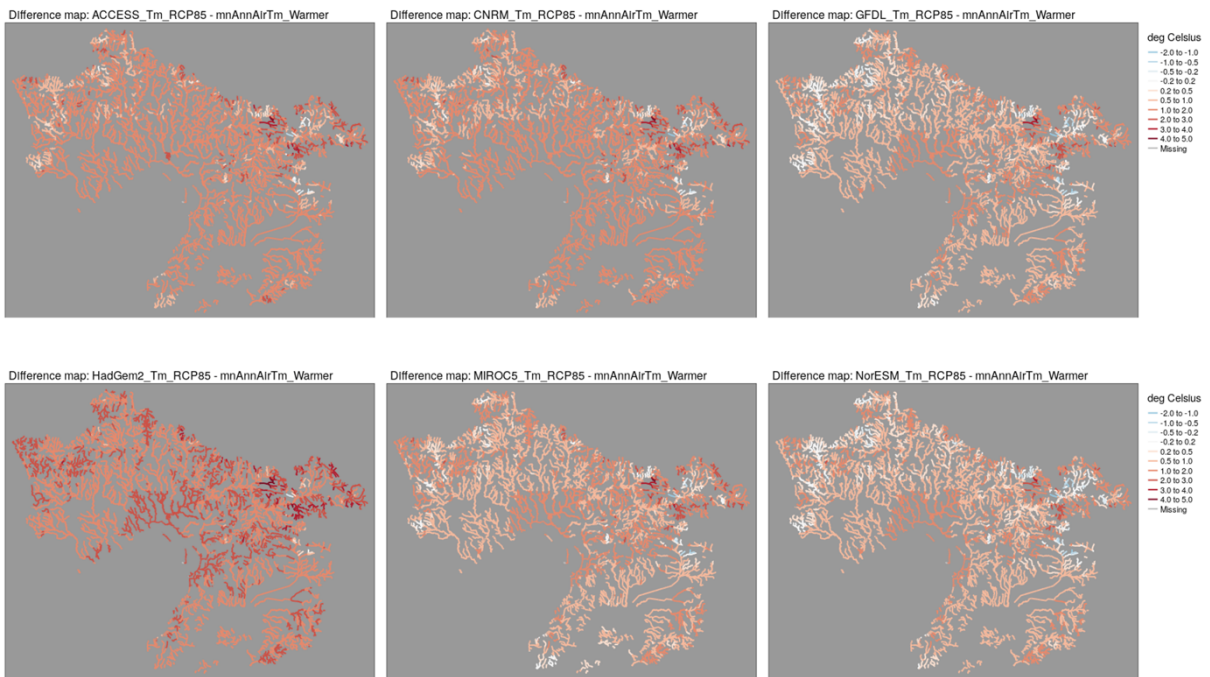 Difference map: ACCESS_Tm_RCP85 - mnAnnAirTm_Warmer
Difference map: CNRM_Tm_RCP85 - mnAnnAirTm_Warmer
Difference map: GFDL_Tm_RCP85 - mnAnnAirTm_Warmer
deg Celsius
-2.0 to -1.0
-1.0 to -0.5
-0.5 to -0.2
-0.2 to 0.2
0.2 to 0.5
0.5 to 1.0
1.0 to 2.0
2.0 to 3.0
3.0 to 4.0
4.0 to 5.0
Missing
Difference map: HadGem2_Tm_RCP85 - mnAnnAirTm_Warmer
Difference map: MIROC5_Tm_RCP85 - mnAnnAirTm_Warmer
Difference map: NorESM_Tm_RCP85 - mnAnnAirTm_Warmer
deg Celsius
-2.0 to -1.0
-1.0 to -0.5
-0.5 to -0.2
-0.2 to 0.2
0.2 to 0.5
0.5 to 1.0
1.0 to 2.0
2.0 to 3.0
3.0 to 4.0
4.0 to 5.0
Missing